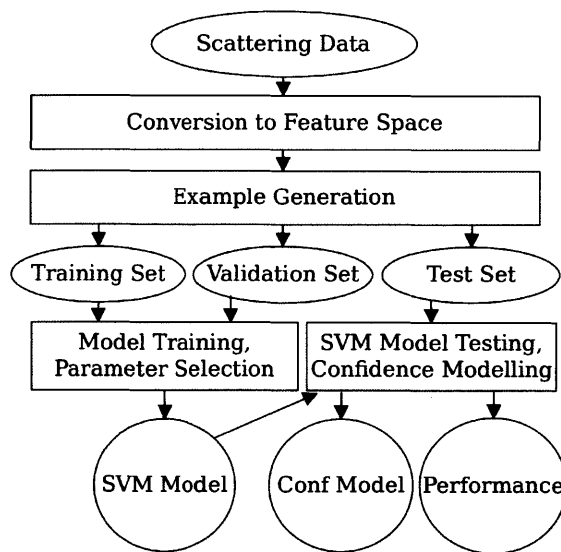 Scattering Data
Conversion to Feature Space
Example Generation
Training Set
Validation Set
Test Set
Model Training,
Parameter Selection
SVM Model Testing,
Confidence Modelling
SVM Model
Conf Model
Performance